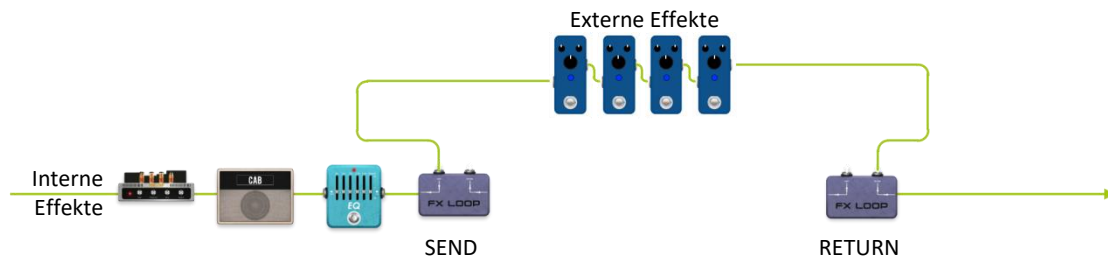 Externe Effekte
Interne
Effekte
CAB
EQ
FX LOOP
FX LOOP
SEND
RETURN